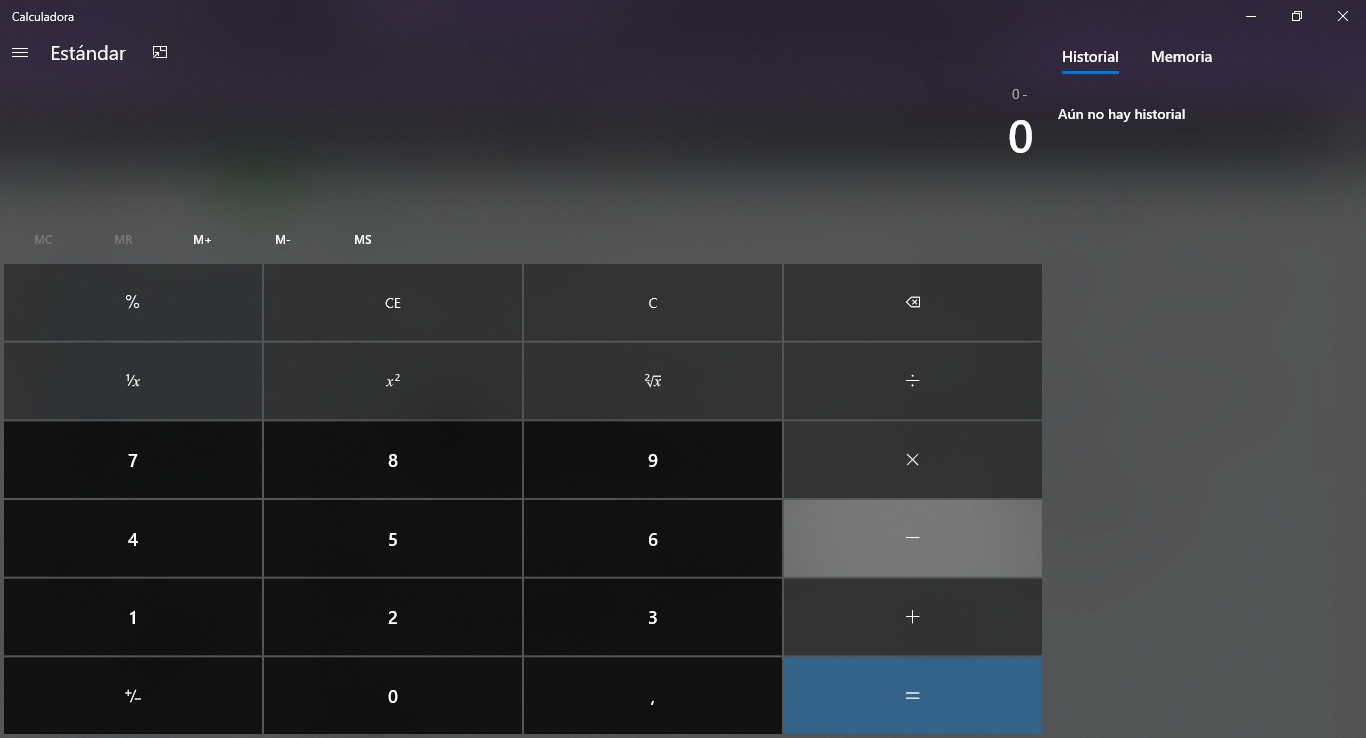 Calculadora
Estándar
Historial Memoria
0 -
0
Aún no hay historial
MC MR M+ M- MS
% CE C
¹/x x² ²√x ÷
7 8 9 ×
4 5 6 −
1 2 3 +
+/− 0 , =